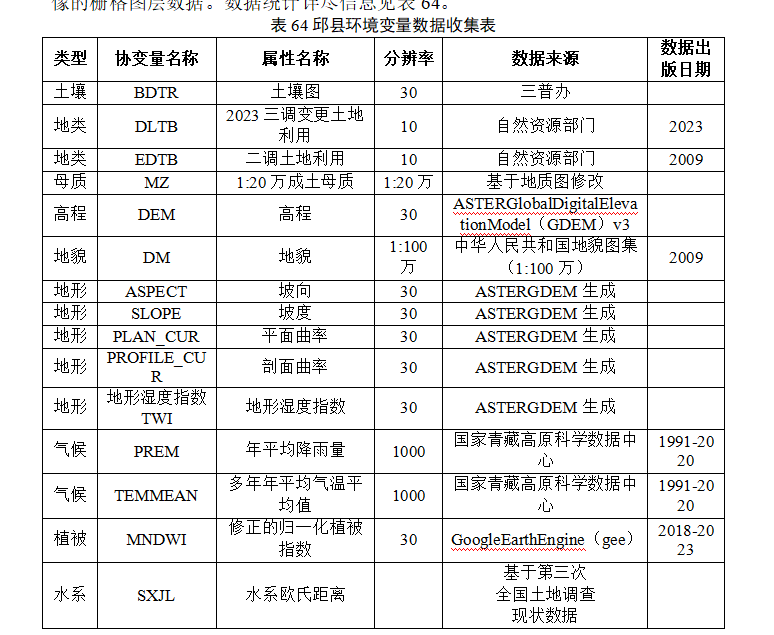 像的栅格图层数据。数据统计详尽信息见表 64。
表 64 邱县环境变量数据收集表
类型 协变量名称 属性名称 分辨率 数据来源 数据出版日期
土壤 BDTR 土壤图 30 三普办
地类 DLTB 2023 三调变更土地利用 10 自然资源部门 2023
地类 EDTB 二调土地利用 10 自然资源部门 2009
母质 MZ 1:20 万成土母质 1:20 万 基于地质图修改
高程 DEM 高程 30 ASTERGlobalDigitalElevationModel（GDEM）v3
地貌 DM 地貌 1:100 万 中华人民共和国地貌图集（1:100 万） 2009
地形 ASPECT 坡向 30 ASTERGDEM 生成
地形 SLOPE 坡度 30 ASTERGDEM 生成
地形 PLAN_CUR 平面曲率 30 ASTERGDEM 生成
地形 PROFILE_CUR 剖面曲率 30 ASTERGDEM 生成
地形 地形湿度指数 TWI 地形湿度指数 30 ASTERGDEM 生成
气候 PREM 年平均降雨量 1000 国家青藏高原科学数据中心 1991-2020
气候 TEMMEAN 多年年平均气温平均值 1000 国家青藏高原科学数据中心 1991-2020
植被 MNDWI 修正的归一化植被指数 30 GoogleEarthEngine（gee） 2018-2023
水系 SXJL 水系欧氏距离 基于第三次全国土地调查现状数据